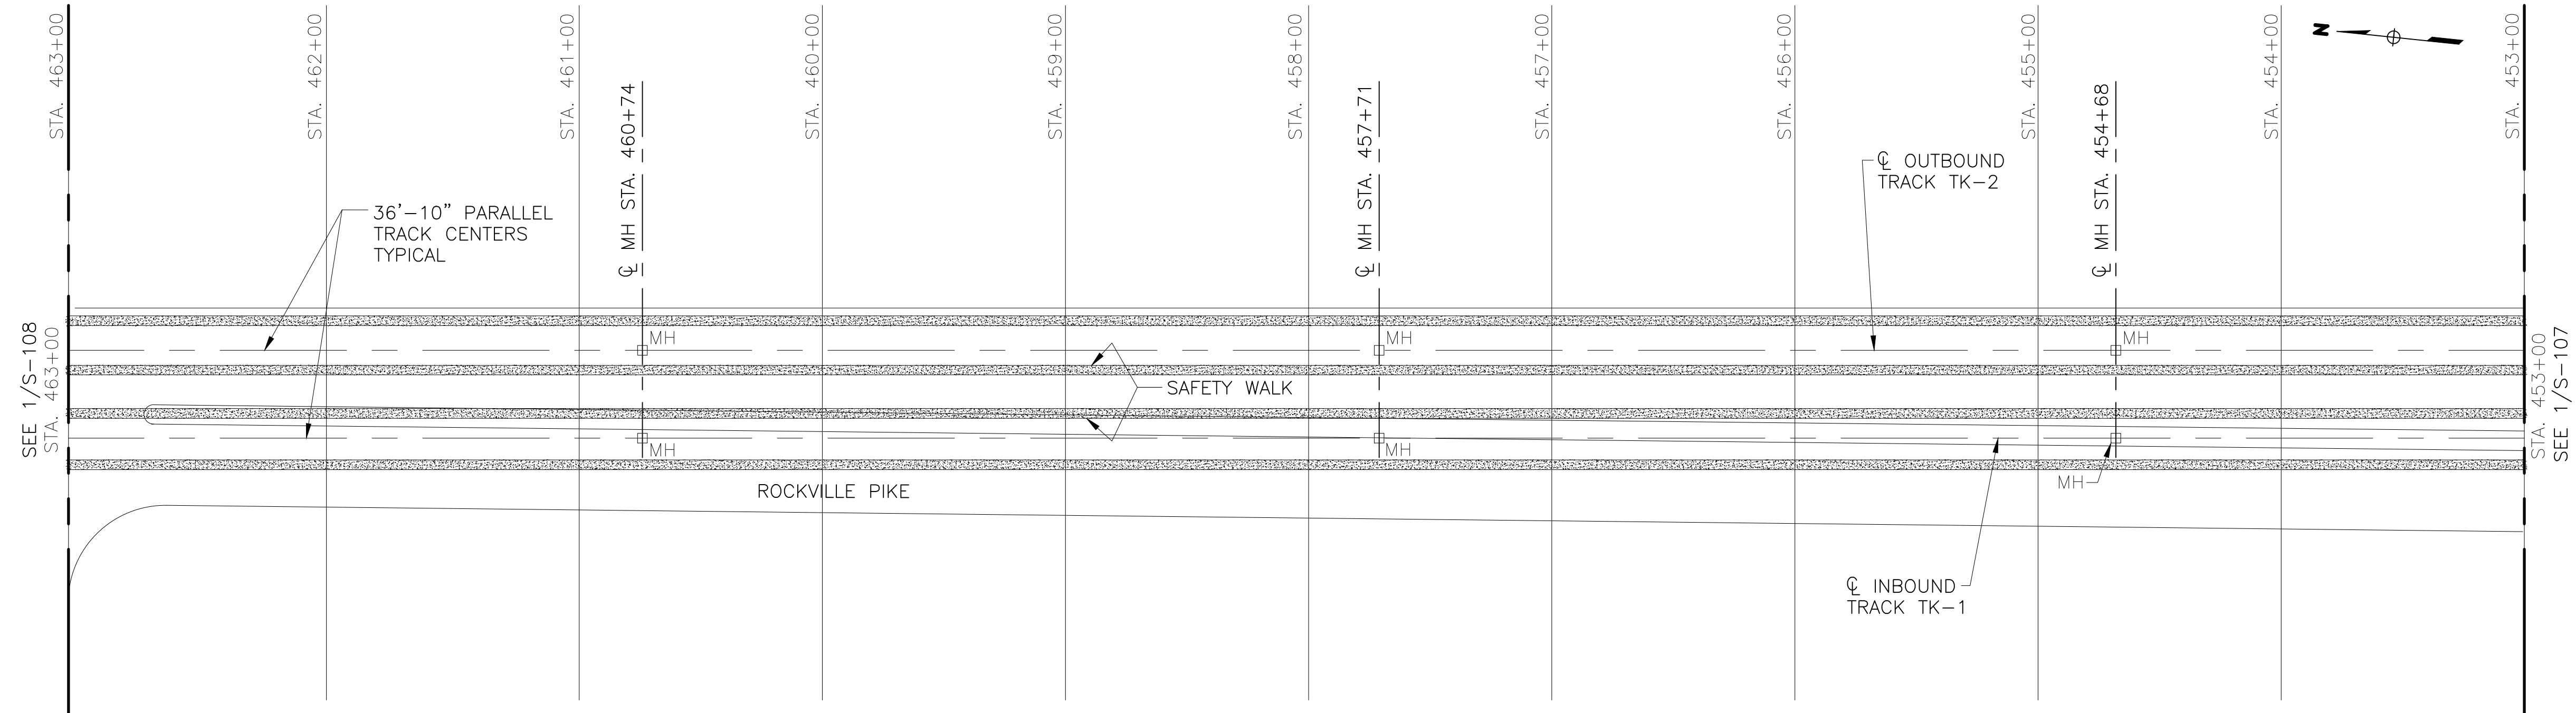 STA. 463+00
STA. 462+00
STA. 461+00
℄ MH STA. 460+74
STA. 460+00
STA. 459+00
STA. 458+00
℄ MH STA. 457+71
STA. 457+00
STA. 456+00
STA. 455+00
℄ MH STA. 454+68
STA. 454+00
STA. 453+00
N
℄ OUTBOUND
TRACK TK-2
36'-10" PARALLEL
TRACK CENTERS
TYPICAL
SEE 1/S-108
STA. 463+00
MH
MH
MH
SAFETY WALK
STA. 453+00
SEE 1/S-107
MH
MH
MH
ROCKVILLE PIKE
℄ INBOUND
TRACK TK-1